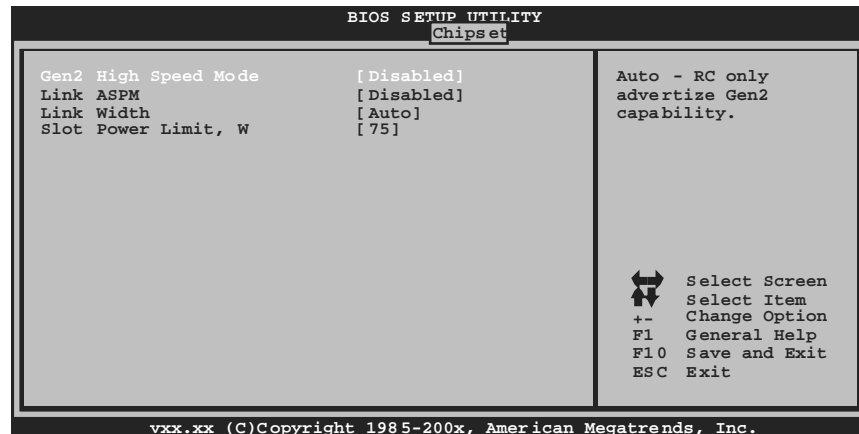 BIOS SETUP UTILITY
Chipset
Gen2 High Speed Mode [Disabled]
Link ASPM [Disabled]
Link Width [Auto]
Slot Power Limit, W [75]
Auto - RC only
advertize Gen2
capability.
Select Screen
Select Item
+- Change Option
F1 General Help
F10 Save and Exit
ESC Exit
vxx.xx (C)Copyright 1985-200x, American Megatrends, Inc.